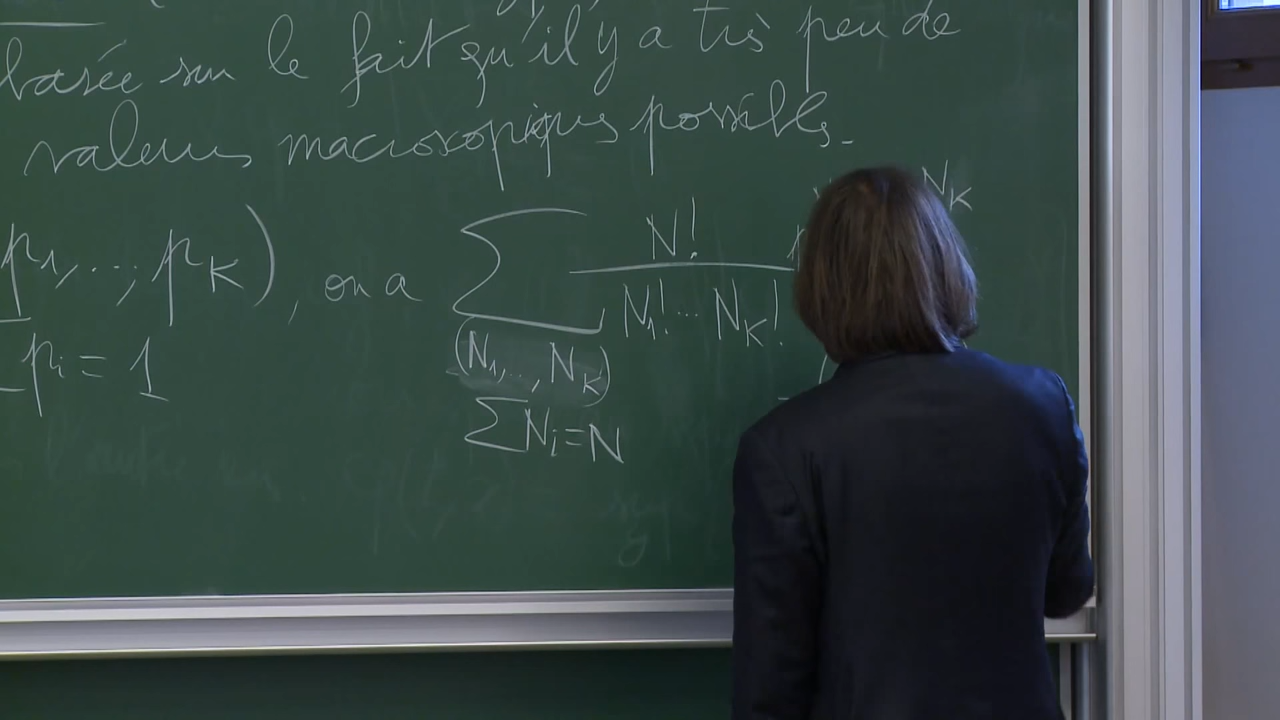 basée sur le fait qu'il y a très peu de
valeurs macroscopiques possibles.
p₁, .., p_K), on a ∑ N! / N₁! ... N_K! N_K
(N₁, .., N_K)
pᵢ = 1
∑ Nᵢ = N